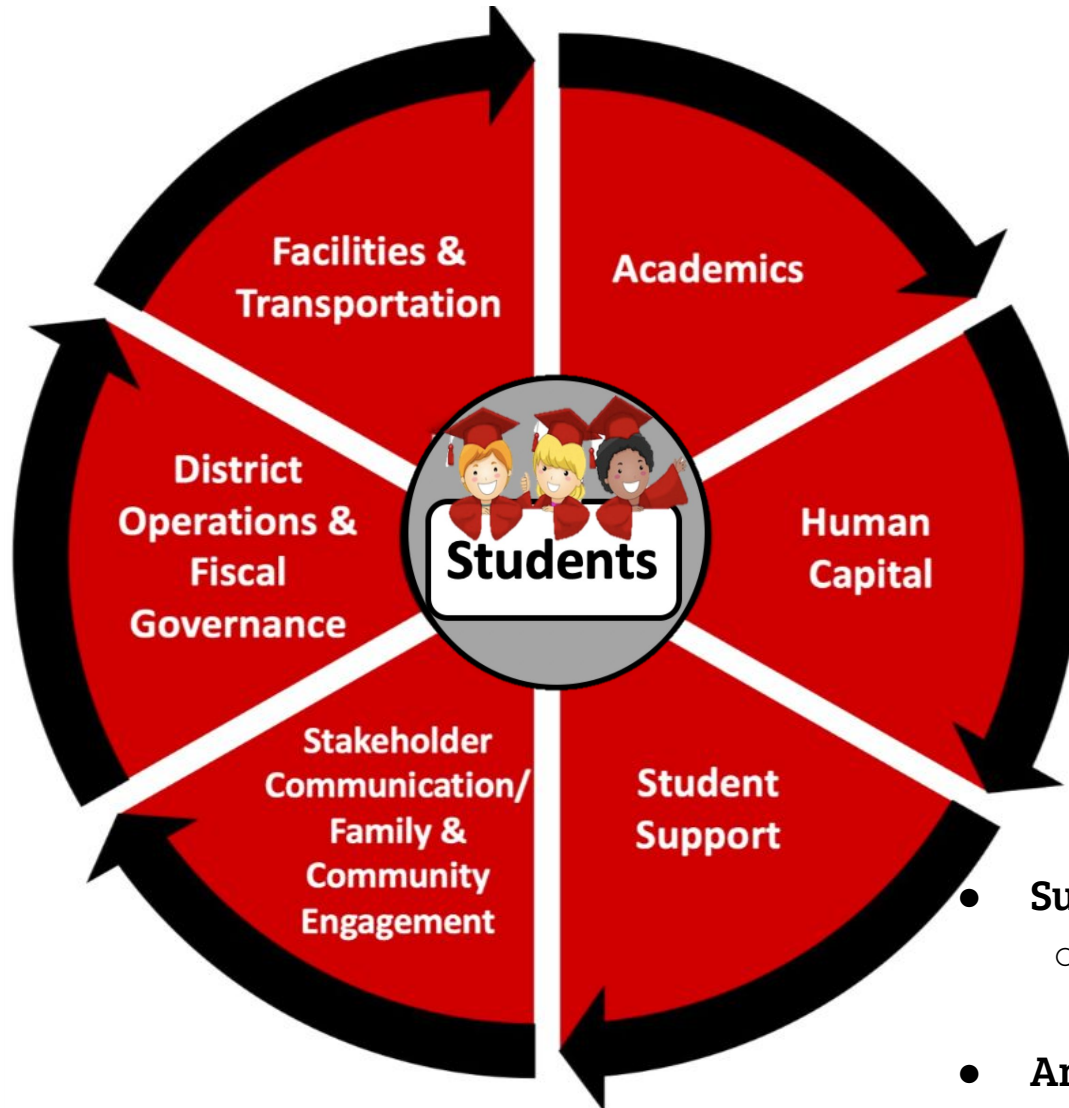 Facilities &
Transportation
Academics
District
Operations &
Fiscal
Governance
Students
Human
Capital
Stakeholder
Communication/
Family &
Community
Engagement
Student
Support